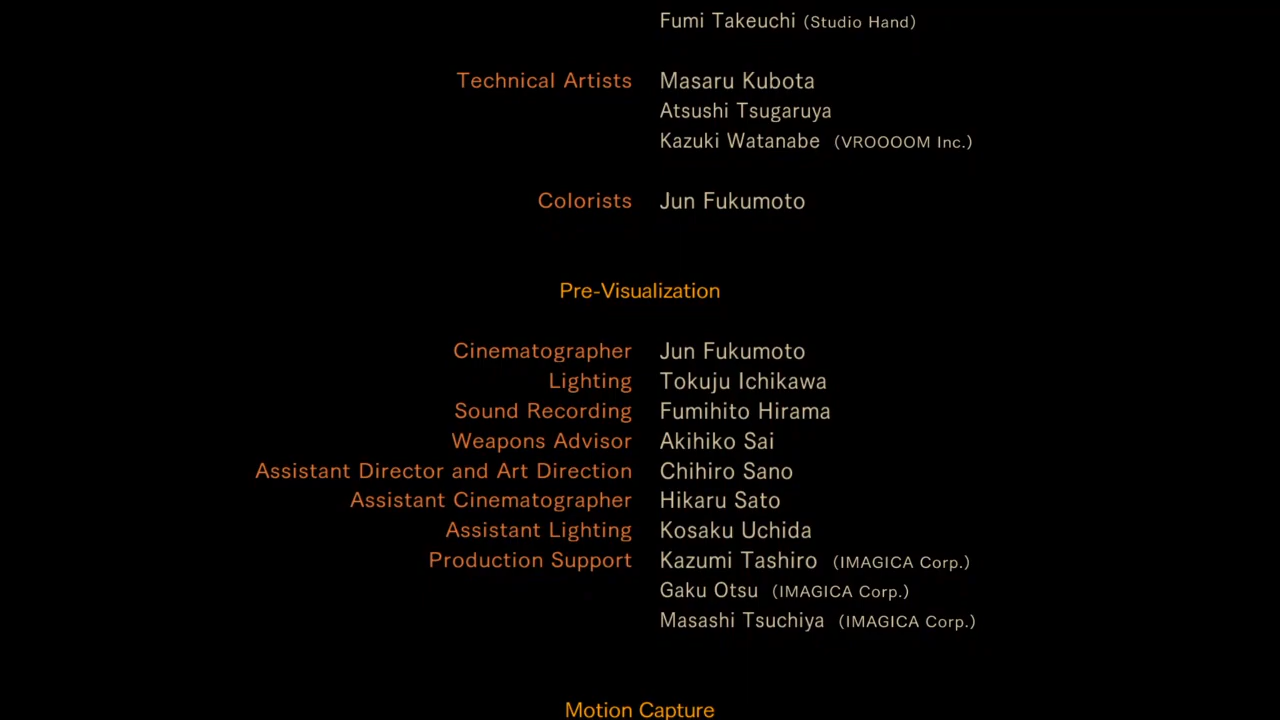 Fumi Takeuchi (Studio Hand)
Technical Artists Masaru Kubota
Atsushi Tsugaruya
Kazuki Watanabe (VROOOOM Inc.)
Colorists Jun Fukumoto
Pre-Visualization
Cinematographer Jun Fukumoto
Lighting Tokuju Ichikawa
Sound Recording Fumihito Hirama
Weapons Advisor Akihiko Sai
Assistant Director and Art Direction Chihiro Sano
Assistant Cinematographer Hikaru Sato
Assistant Lighting Kosaku Uchida
Production Support Kazumi Tashiro (IMAGICA Corp.)
Gaku Otsu (IMAGICA Corp.)
Masashi Tsuchiya (IMAGICA Corp.)
Motion Capture